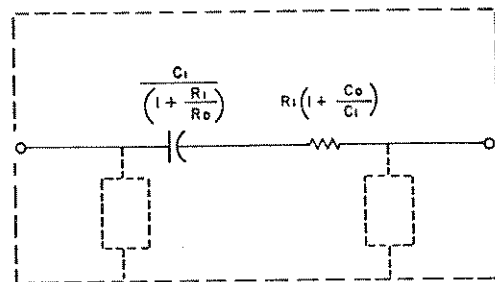 C1 / (1 + R1/R0)
R1(1 + C0/C1)